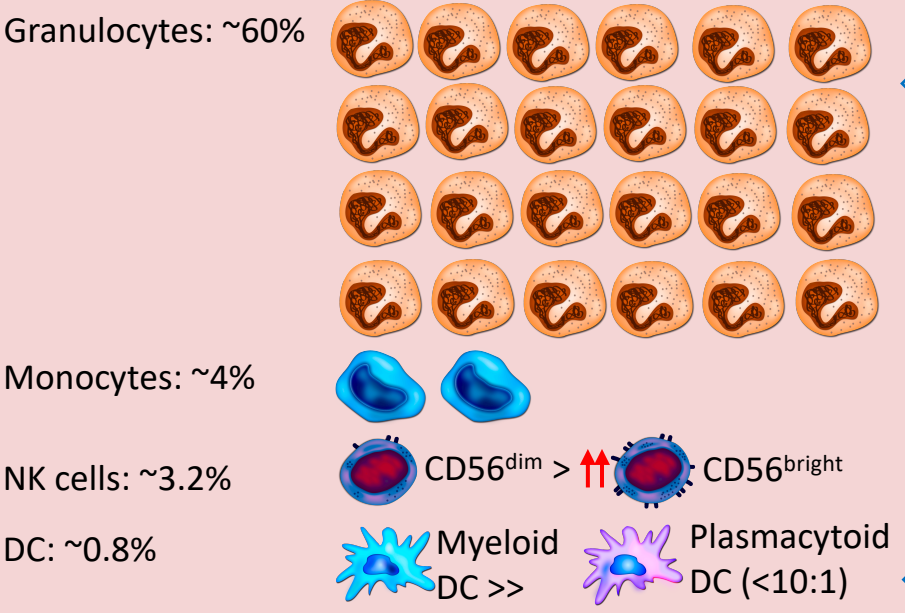 Granulocytes: ~60%
Monocytes: ~4%
NK cells: ~3.2%
CD56dim > CD56bright
DC: ~0.8%
Myeloid
DC >>
Plasmacytoid
DC (<10:1)